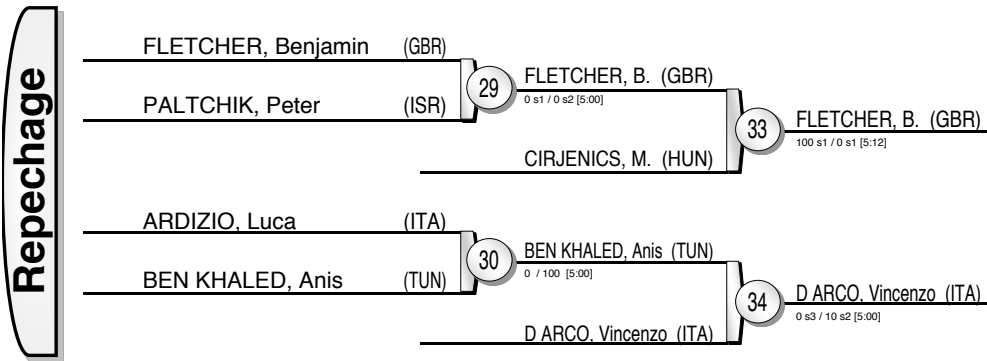 Repechage
FLETCHER, Benjamin (GBR)
PALTCHIK, Peter (ISR)
29
FLETCHER, B. (GBR)
0 s1 / 0 s2 [5:00]
CIRJENICS, M. (HUN)
33
FLETCHER, B. (GBR)
100 s1 / 0 s1 [5:12]
ARDIZIO, Luca (ITA)
BEN KHALED, Anis (TUN)
30
BEN KHALED, Anis (TUN)
0 / 100 [5:00]
D ARCO, Vincenzo (ITA)
34
D ARCO, Vincenzo (ITA)
0 s3 / 10 s2 [5:00]